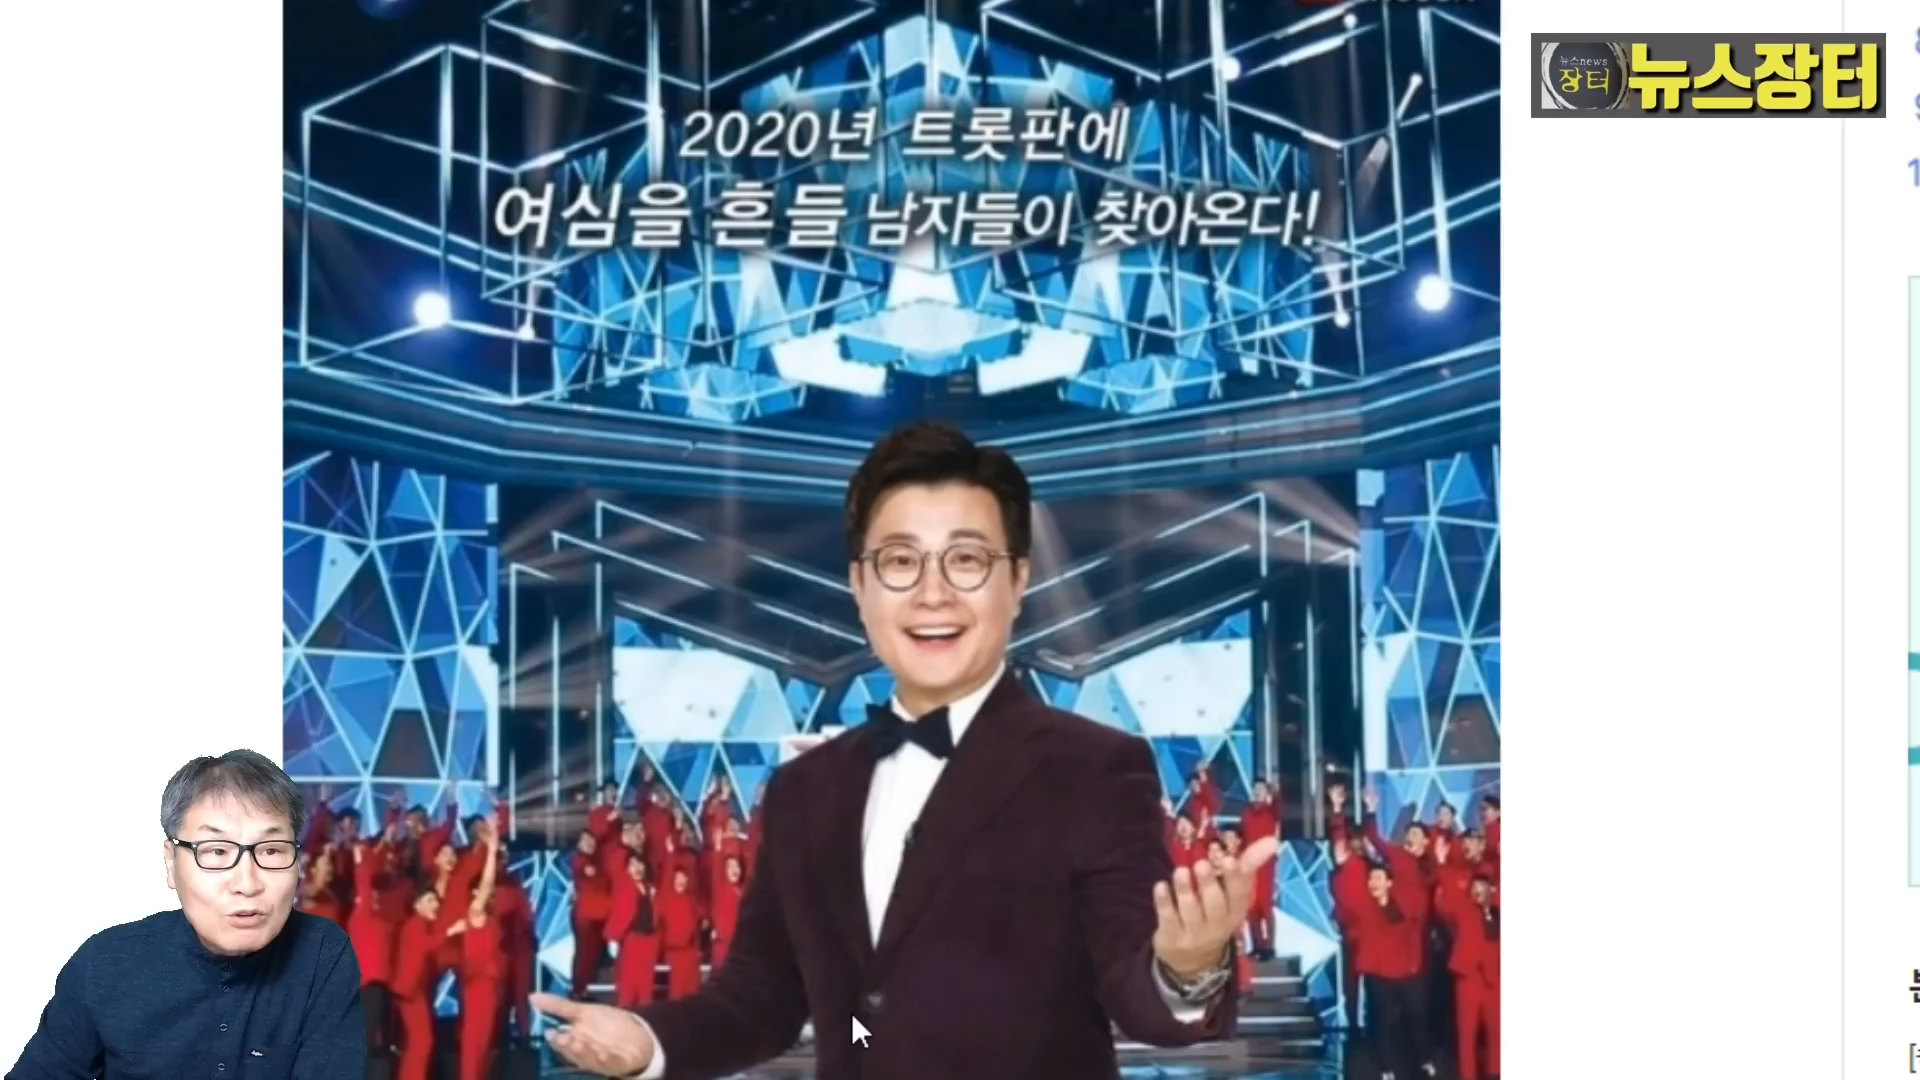 뉴스news
장터
뉴스장터
2020년 트롯판에
여심을 흔들 남자들이 찾아온다!